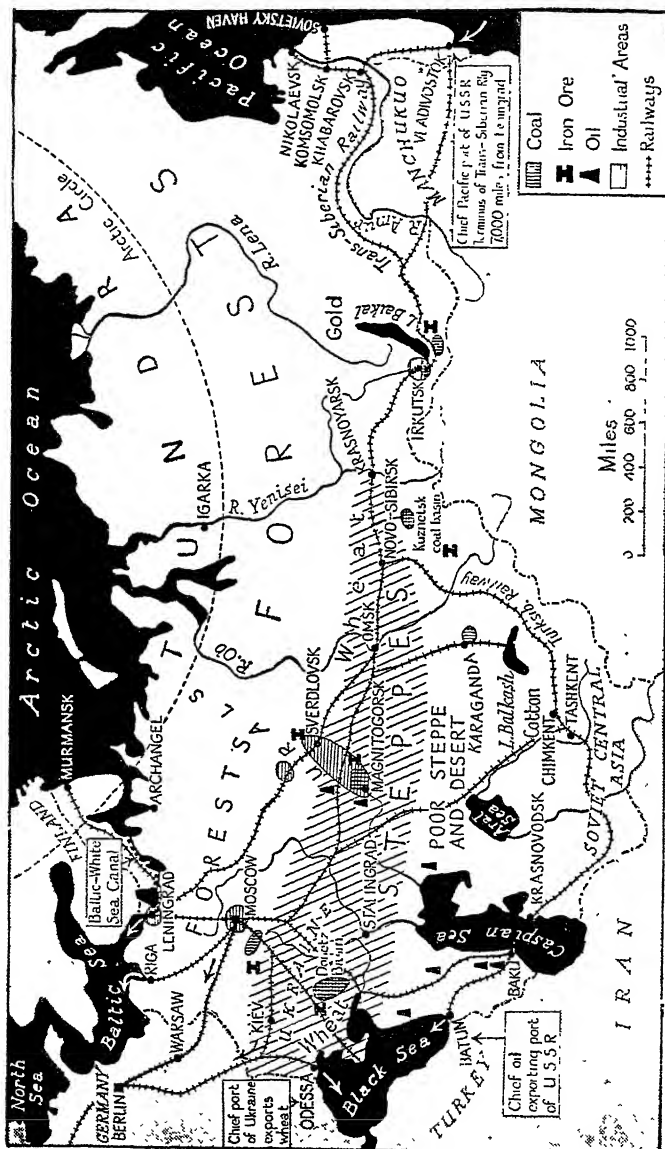 North
Sea
Arctic Ocean
Pacific
Ocean
SOVIETSKY HAVEN
NIKOLAEVSK
KOMSOMOLSK
KHABAROVSK
Trans-Siberian Railway
MANCHUKUO
VLADIVOSTOK
Chief Pacific port of U.S.S.R
Terminus of Trans-Siberian Rly
7,000 miles, from Leningrad
R. Amur
Arctic Circle
TUNDRAS
FORESTS
R. Lena
Gold
L. Baikal
IRKUTSK
KRASNOYARSK
IGARKA
R. Yenisei
NOVO-SIBIRSK
Kuznetsk
coal basin
MONGOLIA
Miles
0 200 400 600 800 1000
R. Ob
OMSK
Wheat
STEPPES
Turksib. Railway
SVERDLOVSK
MAGNITOGORSK
URALS
KARAGANDA
L. Balkash
POOR STEPPE
AND DESERT
Cotton
CHIMKENT
TASHKENT
SOVIET CENTRAL
ASIA
Aral
Sea
KRASNOVODSK
Caspian
Sea
BAKU
IRAN
STALINGRAD
MURMANSK
ARCHANGEL
FINLAND
Baltic-White
Sea Canal
LENINGRAD
FORESTS
MOSCOW
RIGA
Baltic
Sea
WARSAW
GERMANY
BERLIN
KIEV
UKRAINE
Wheat
Donetz
Basin
Chief port
of Ukraine
exports
wheat
ODESSA
Black Sea
BATUM
TURKEY
Chief oil
exporting port
of U S S R
Coal
Iron Ore
Oil
Industrial Areas
Railways